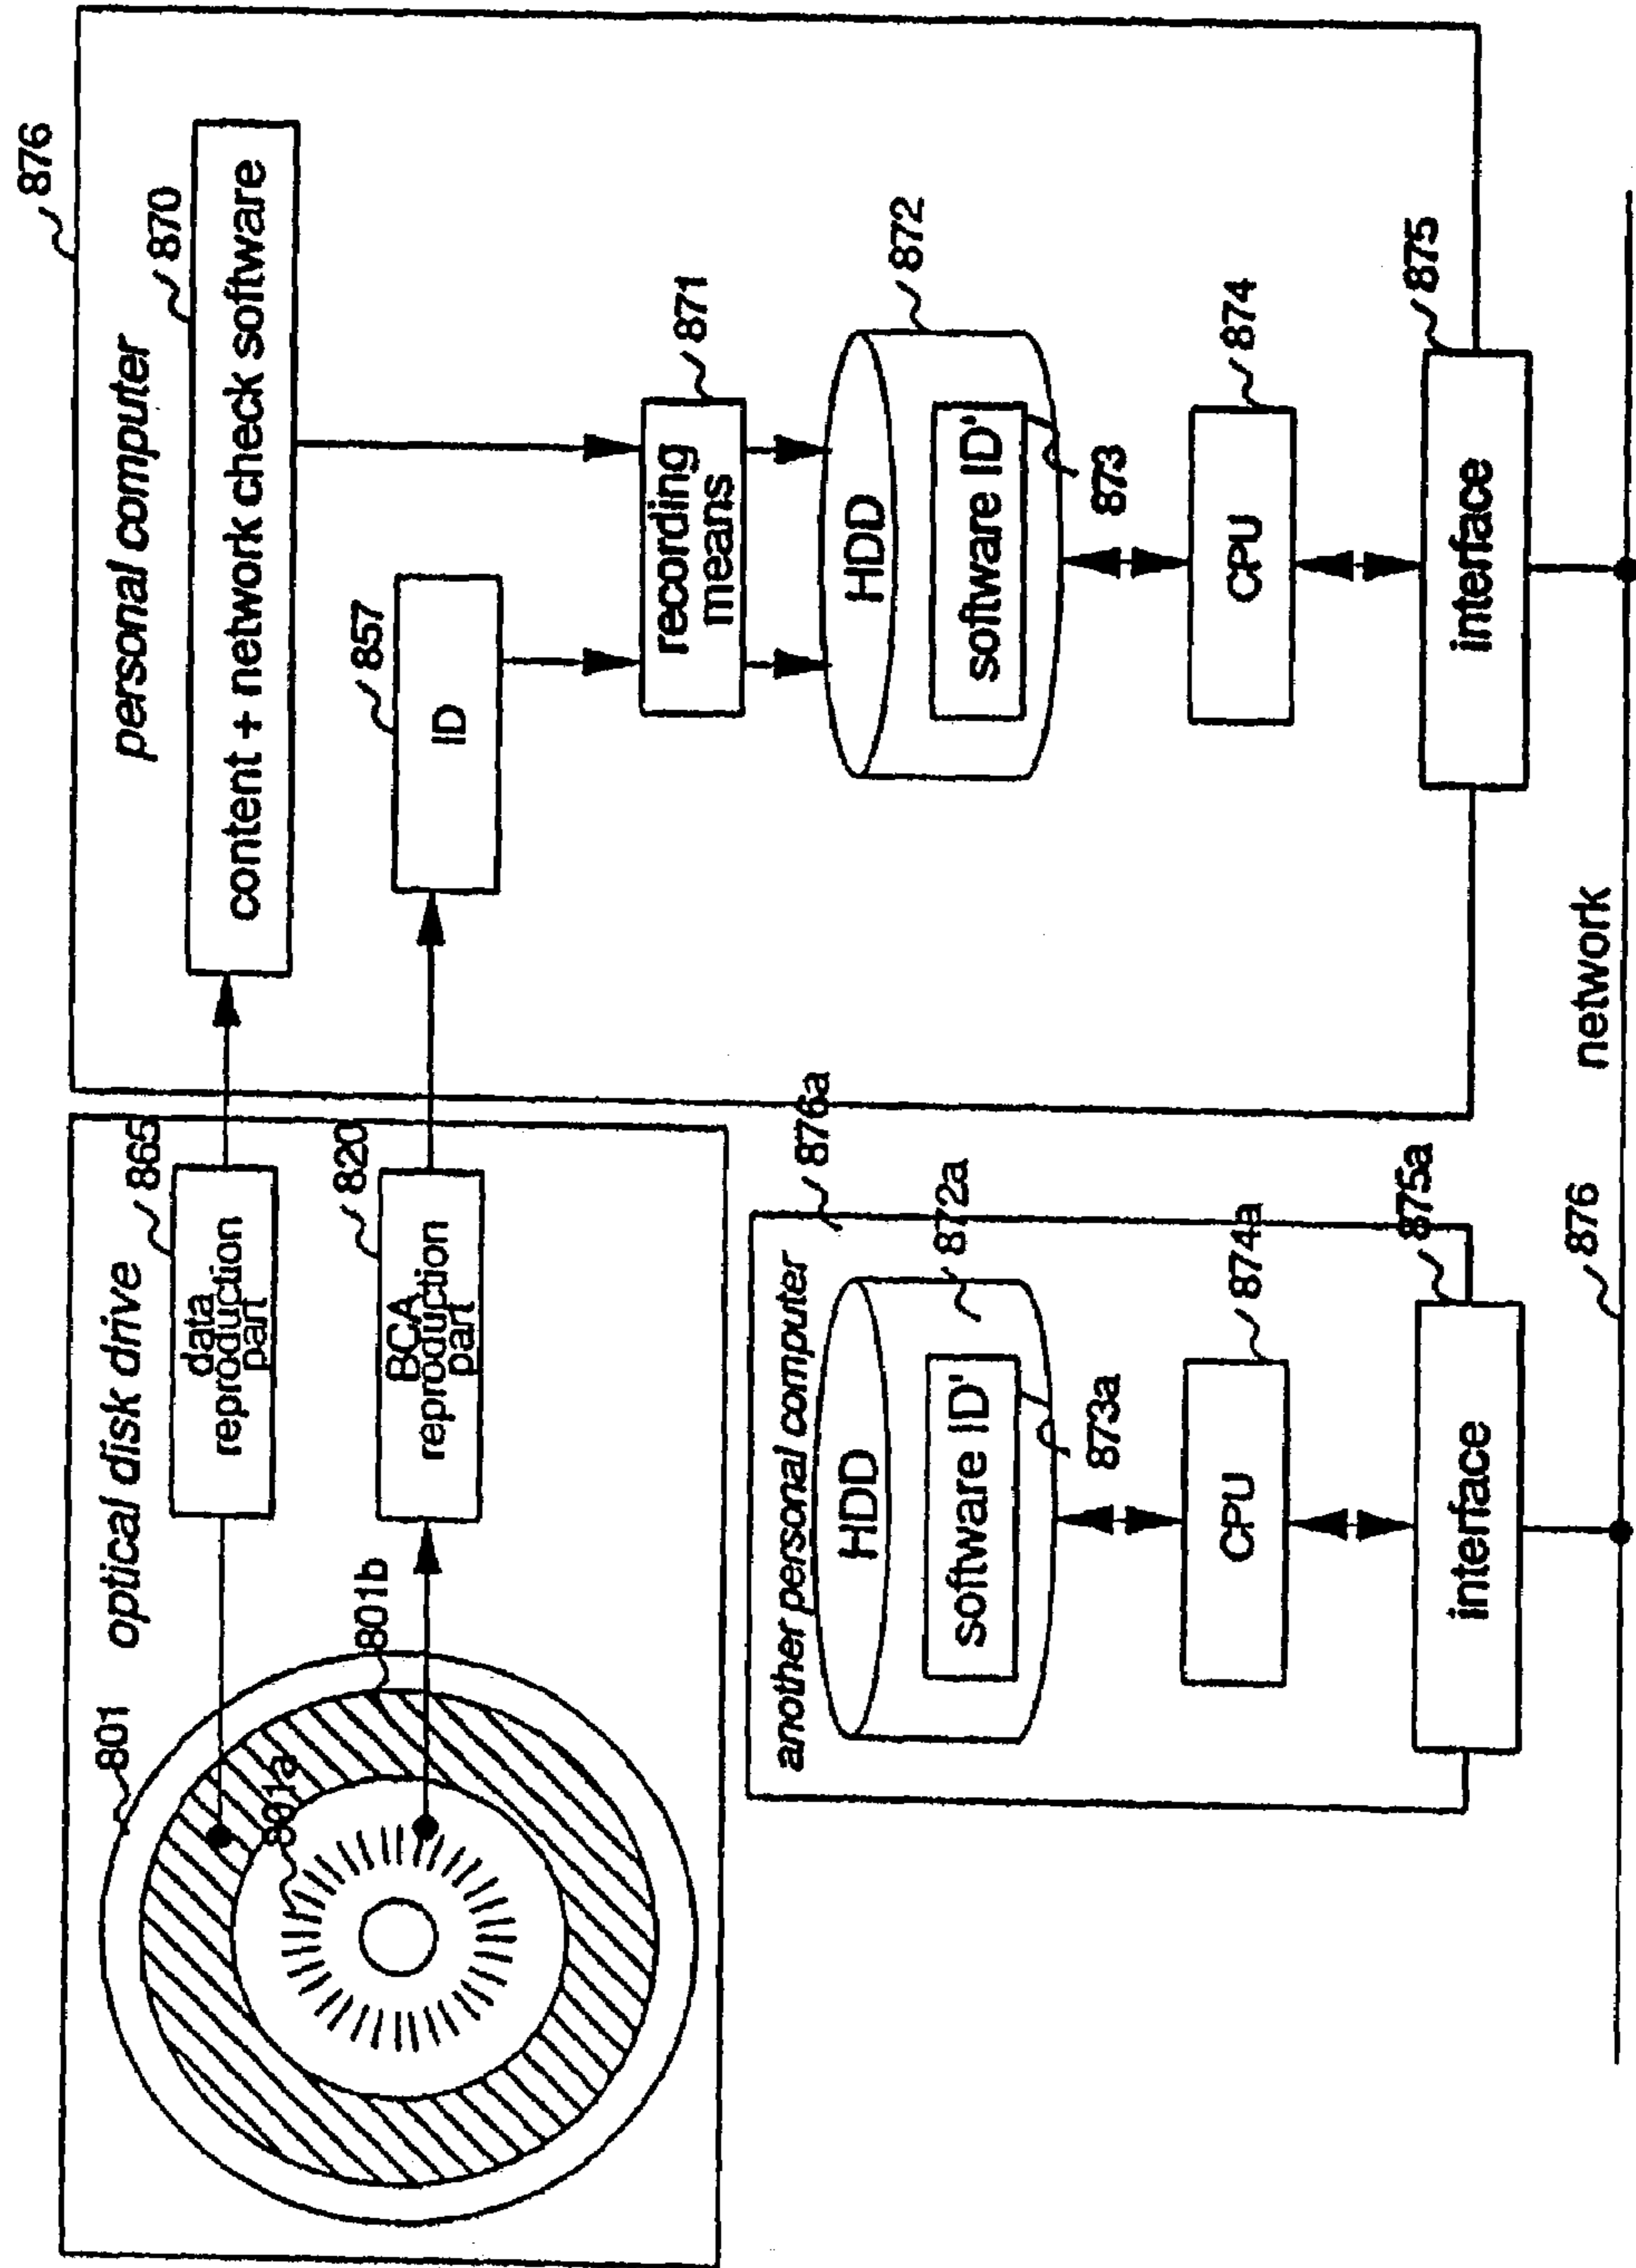 876
personal computer
870
content + network check software
857
ID
871
recording
means
872
HDD
software ID'
873
874
CPU
875
interface
optical disk drive
801
801a
801b
865
data
reproduction
part
820
BCA
reproduction
part
another personal computer
876a
872a
HDD
software ID'
873a
874a
CPU
875a
interface
876
network